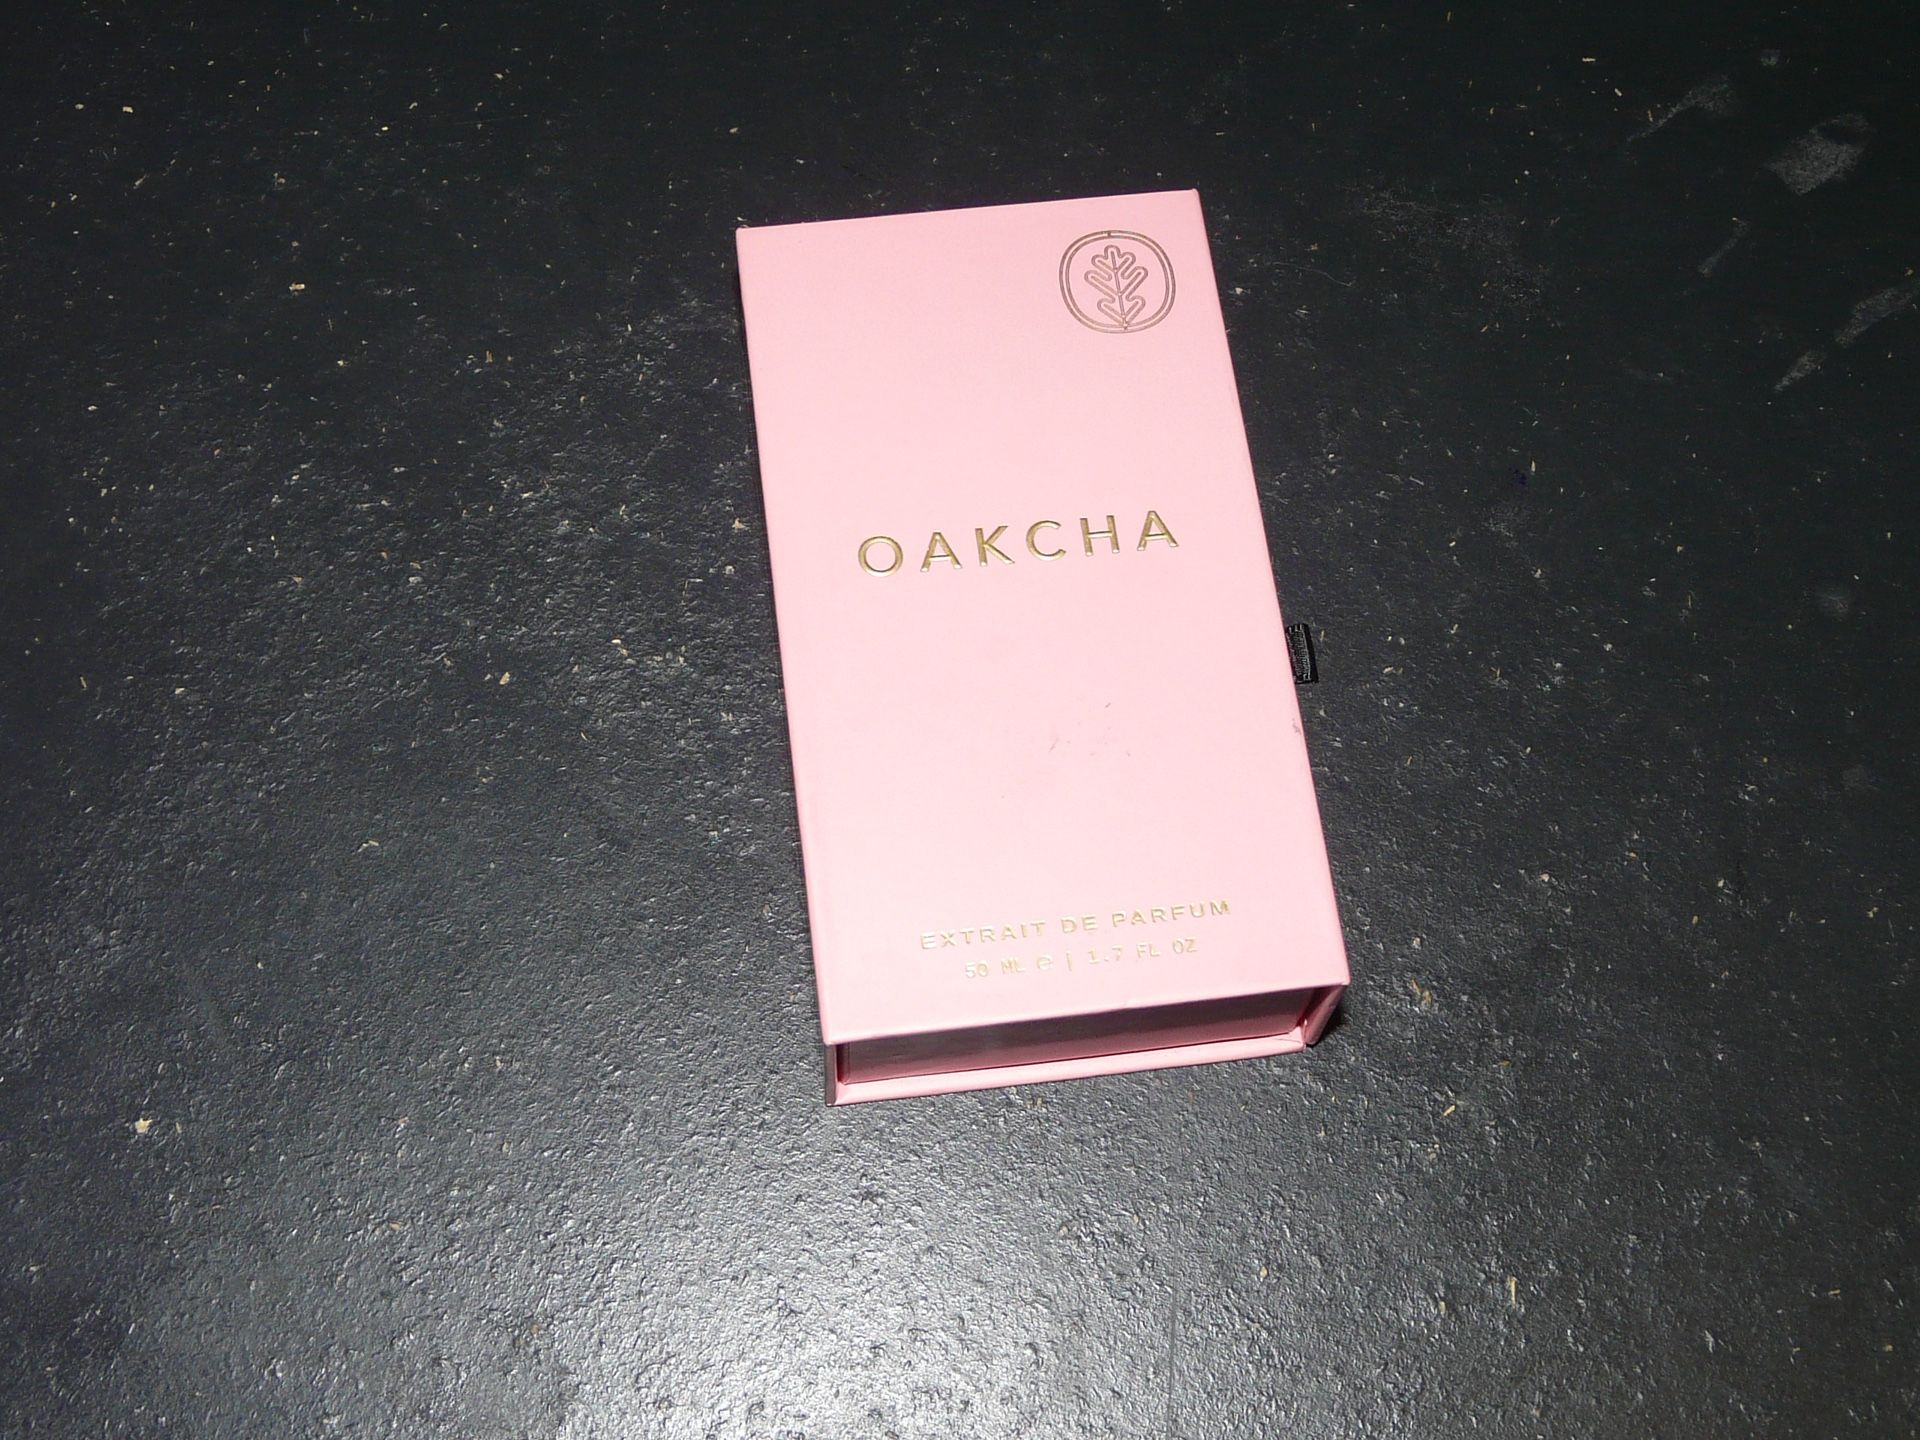 OAKCHA
EXTRAIT DE PARFUM
50 ML ℮ | 1.7 FL OZ